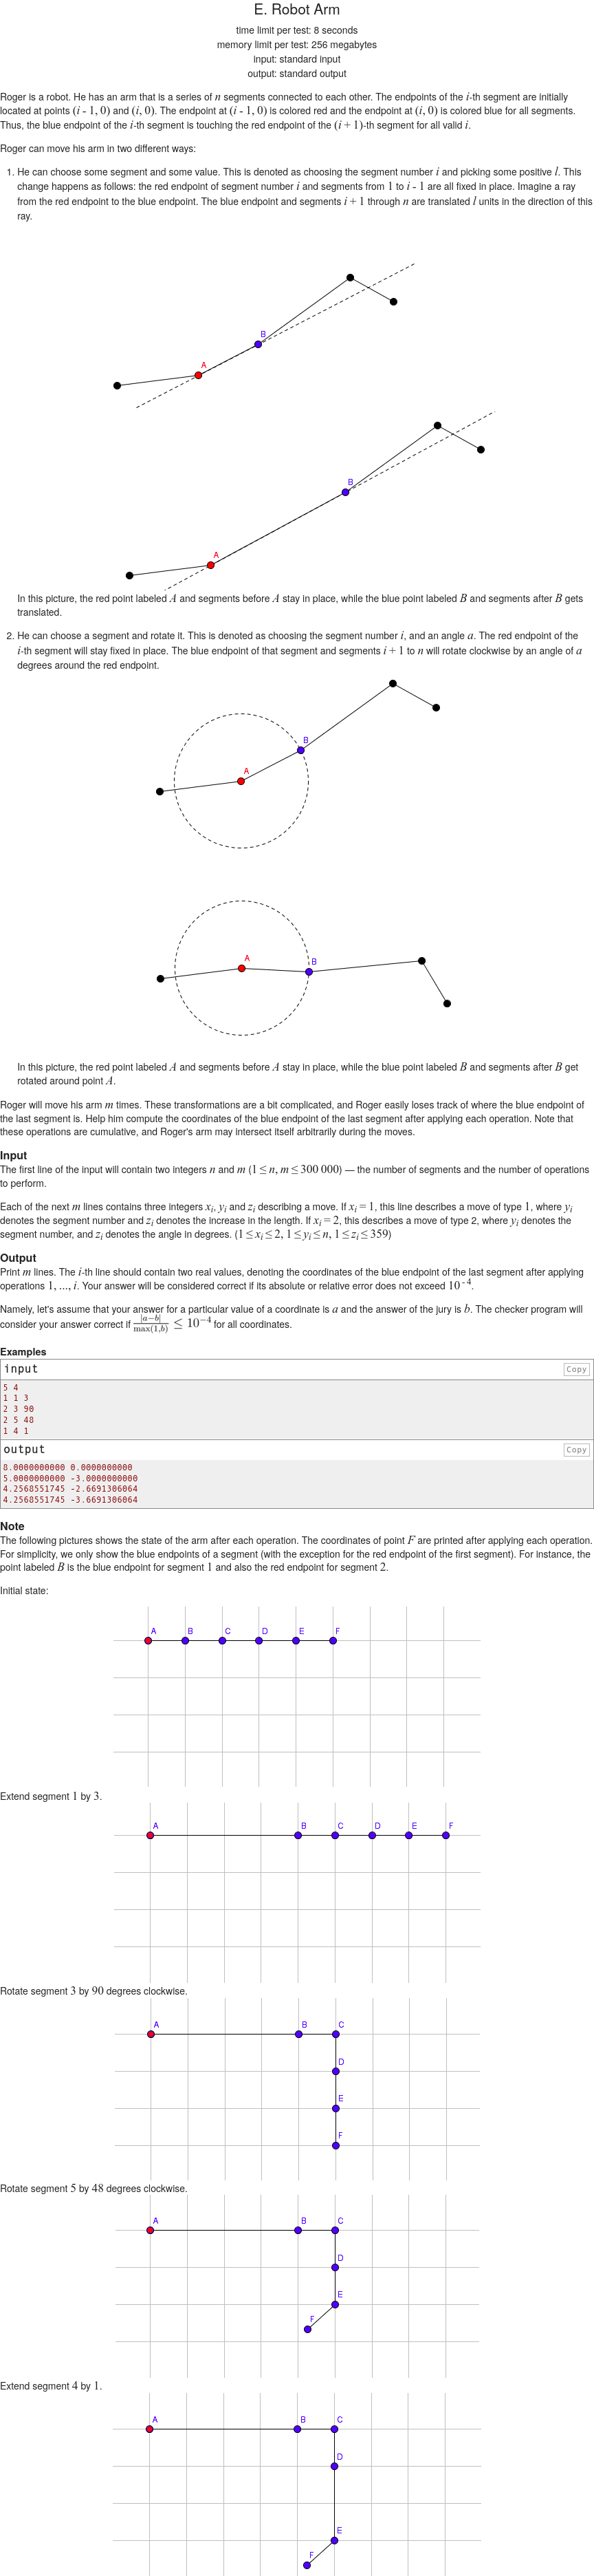 E. Robot Arm
time limit per test: 8 seconds
memory limit per test: 256 megabytes
input: standard input
output: standard output
Roger is a robot. He has an arm that is a series of n segments connected to each other. The endpoints of the i-th segment are initially
located at points (i - 1, 0) and (i, 0). The endpoint at (i - 1, 0) is colored red and the endpoint at (i, 0) is colored blue for all segments.
Thus, the blue endpoint of the i-th segment is touching the red endpoint of the (i + 1)-th segment for all valid i.
Roger can move his arm in two different ways:
1. He can choose some segment and some value. This is denoted as choosing the segment number i and picking some positive l. This
change happens as follows: the red endpoint of segment number i and segments from 1 to i - 1 are all fixed in place. Imagine a ray
from the red endpoint to the blue endpoint. The blue endpoint and segments i + 1 through n are translated l units in the direction of this
ray.
B
A
B
A
In this picture, the red point labeled A and segments before A stay in place, while the blue point labeled B and segments after B gets
translated.
2. He can choose a segment and rotate it. This is denoted as choosing the segment number i, and an angle a. The red endpoint of the
i-th segment will stay fixed in place. The blue endpoint of that segment and segments i + 1 to n will rotate clockwise by an angle of a
degrees around the red endpoint.
B
A
A B
In this picture, the red point labeled A and segments before A stay in place, while the blue point labeled B and segments after B get
rotated around point A.
Roger will move his arm m times. These transformations are a bit complicated, and Roger easily loses track of where the blue endpoint of
the last segment is. Help him compute the coordinates of the blue endpoint of the last segment after applying each operation. Note that
these operations are cumulative, and Roger's arm may intersect itself arbitrarily during the moves.
Input
The first line of the input will contain two integers n and m (1 ≤ n, m ≤ 300 000) — the number of segments and the number of operations
to perform.
Each of the next m lines contains three integers xi, yi and zi describing a move. If xi = 1, this line describes a move of type 1, where yi
denotes the segment number and zi denotes the increase in the length. If xi = 2, this describes a move of type 2, where yi denotes the
segment number, and zi denotes the angle in degrees. (1 ≤ xi ≤ 2, 1 ≤ yi ≤ n, 1 ≤ zi ≤ 359)
Output
Print m lines. The i-th line should contain two real values, denoting the coordinates of the blue endpoint of the last segment after applying
operations 1, ..., i. Your answer will be considered correct if its absolute or relative error does not exceed 10^-4.
Namely, let's assume that your answer for a particular value of a coordinate is a and the answer of the jury is b. The checker program will
consider your answer correct if |a−b|/max(1,b) ≤ 10^−4 for all coordinates.
Examples
input Copy
5 4
1 1 3
2 3 90
2 5 48
1 4 1
output Copy
8.0000000000 0.0000000000
5.0000000000 -3.0000000000
4.2568551745 -2.6691306064
4.2568551745 -3.6691306064
Note
The following pictures shows the state of the arm after each operation. The coordinates of point F are printed after applying each operation.
For simplicity, we only show the blue endpoints of a segment (with the exception for the red endpoint of the first segment). For instance, the
point labeled B is the blue endpoint for segment 1 and also the red endpoint for segment 2.
Initial state:
A B C D E F
Extend segment 1 by 3.
A B C D E F
Rotate segment 3 by 90 degrees clockwise.
A B C
D
E
F
Rotate segment 5 by 48 degrees clockwise.
A B C
D
E
F
Extend segment 4 by 1.
A B C
D
E
F